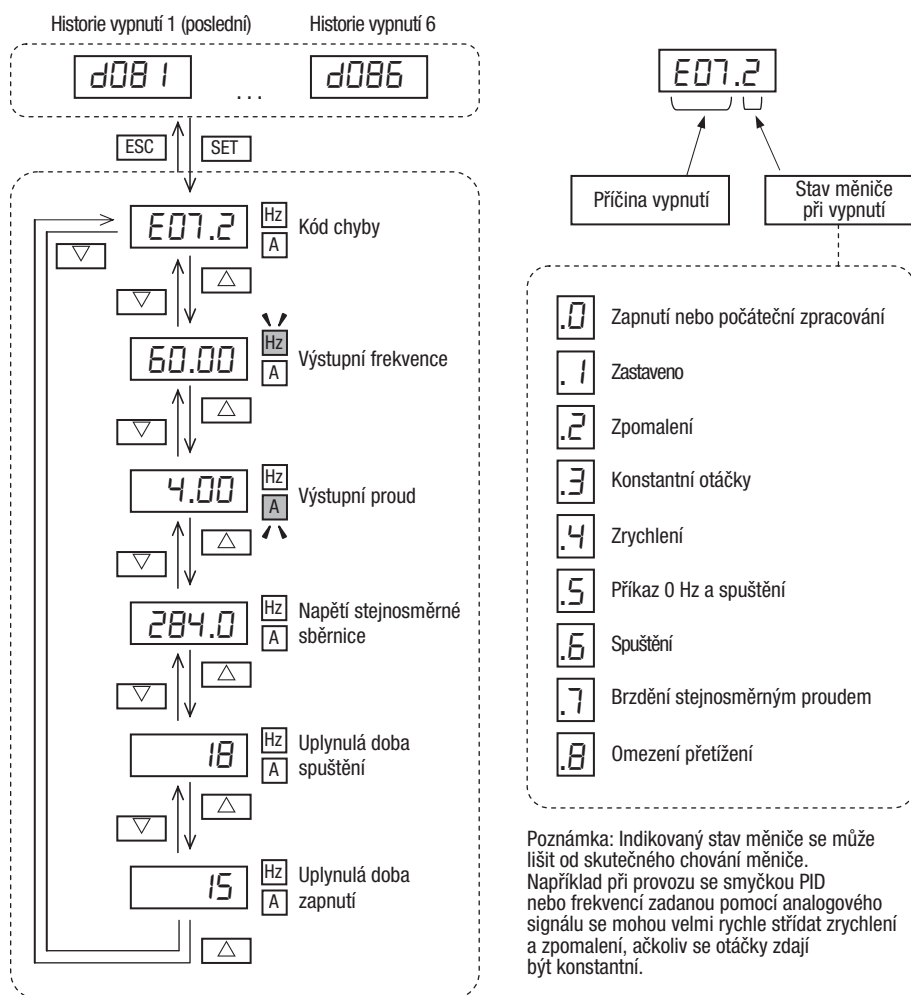 Historie vypnutí 1 (poslední)
Historie vypnutí 6
d081
...
d086
ESC
SET
E07.2
Hz
A
Kód chyby
60.00
Hz
A
Výstupní frekvence
4.00
Hz
A
Výstupní proud
284.0
Hz
A
Napětí stejnosměrné
sběrnice
18
Hz
A
Uplynulá doba
spuštění
15
Hz
A
Uplynulá doba
zapnutí
E07.2
Příčina vypnutí
Stav měniče
při vypnutí
.0 Zapnutí nebo počáteční zpracování
.1 Zastaveno
.2 Zpomalení
.3 Konstantní otáčky
.4 Zrychlení
.5 Příkaz 0 Hz a spuštění
.6 Spuštění
.7 Brzdění stejnosměrným proudem
.8 Omezení přetížení
Poznámka: Indikovaný stav měniče se může
lišit od skutečného chování měniče.
Například při provozu se smyčkou PID
nebo frekvencí zadanou pomocí analogového
signálu se mohou velmi rychle střídat zrychlení
a zpomalení, ačkoliv se otáčky zdají
být konstantní.